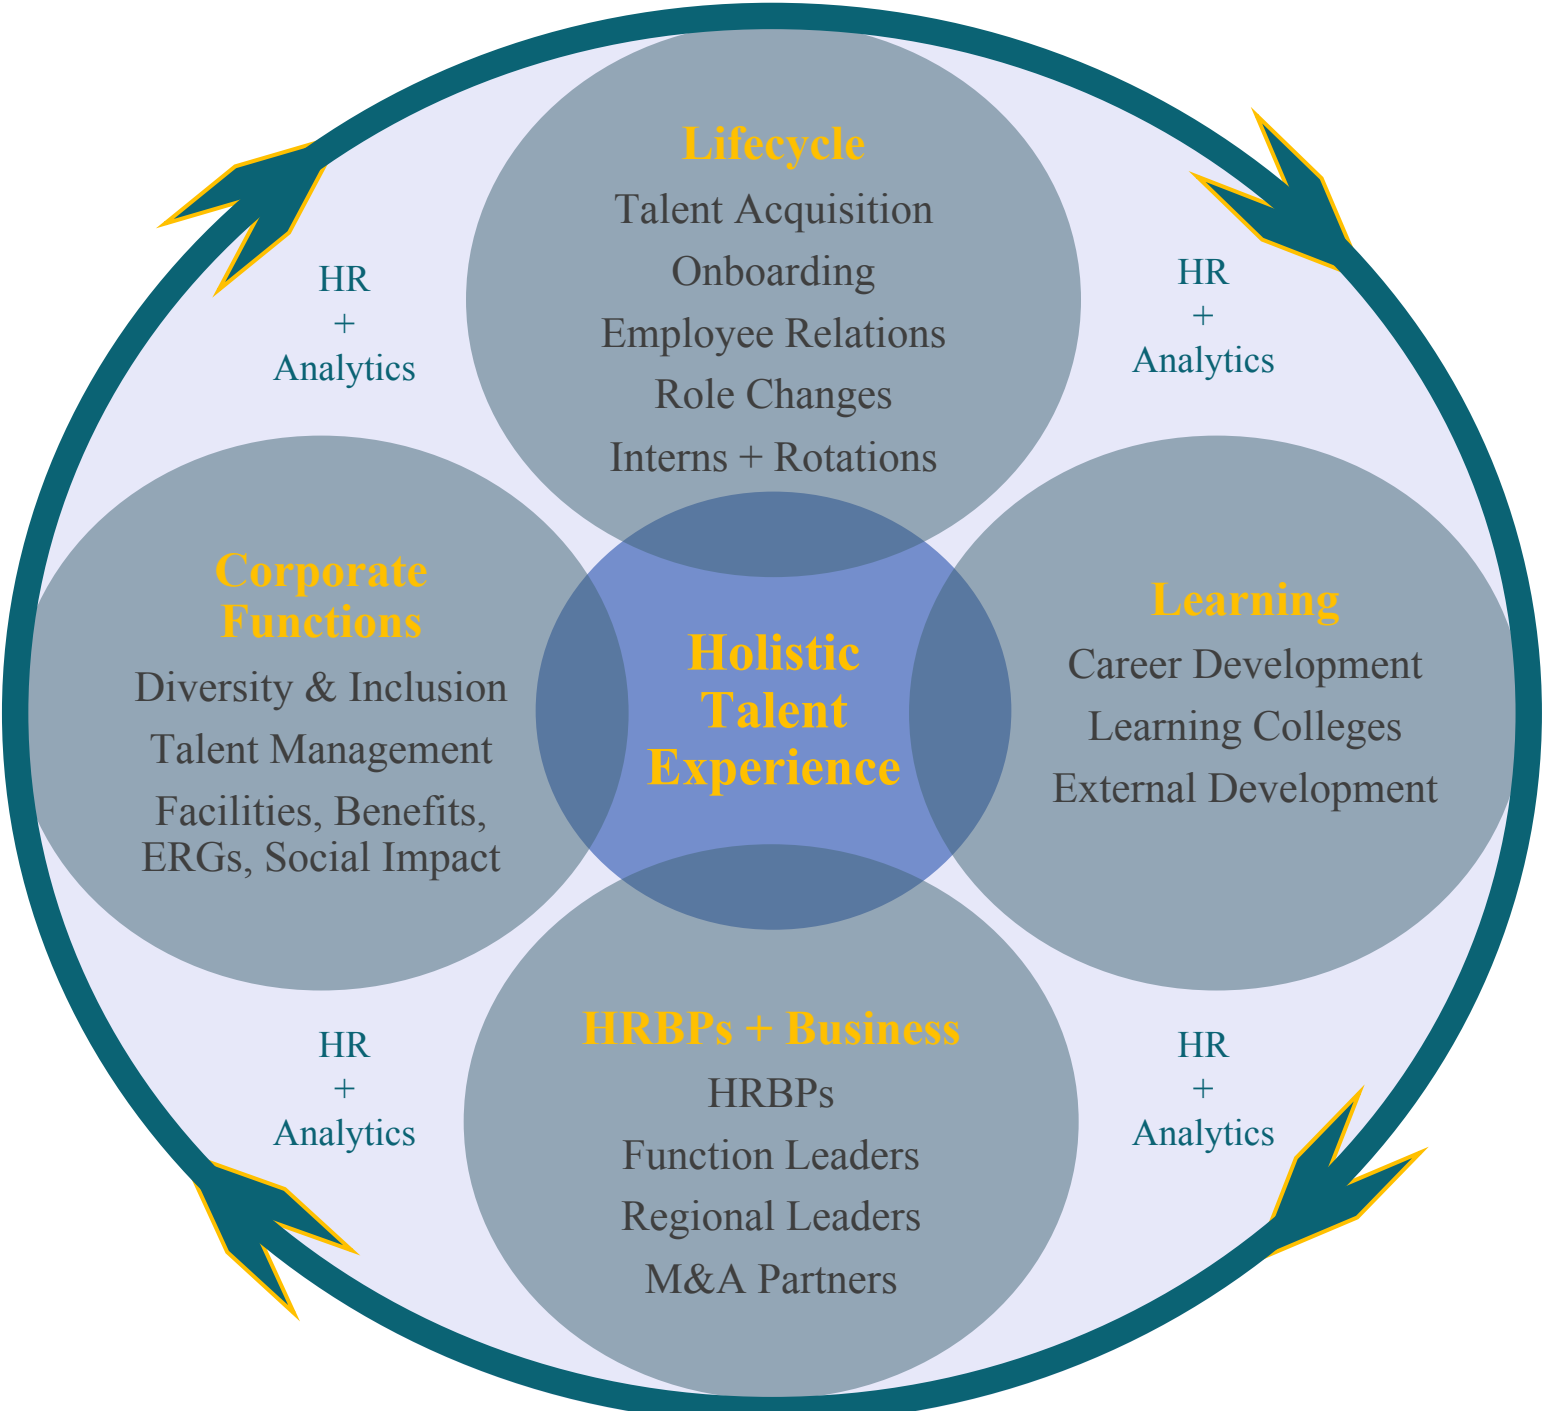 Lifecycle
Talent Acquisition
Onboarding
Employee Relations
Role Changes
Interns + Rotations
HR
+
Analytics
HR
+
Analytics
Corporate
Functions
Diversity & Inclusion
Talent Management
Facilities, Benefits,
ERGs, Social Impact
Holistic
Talent
Experience
Learning
Career Development
Learning Colleges
External Development
HRBPs + Business
HRBPs
Function Leaders
Regional Leaders
M&A Partners
HR
+
Analytics
HR
+
Analytics